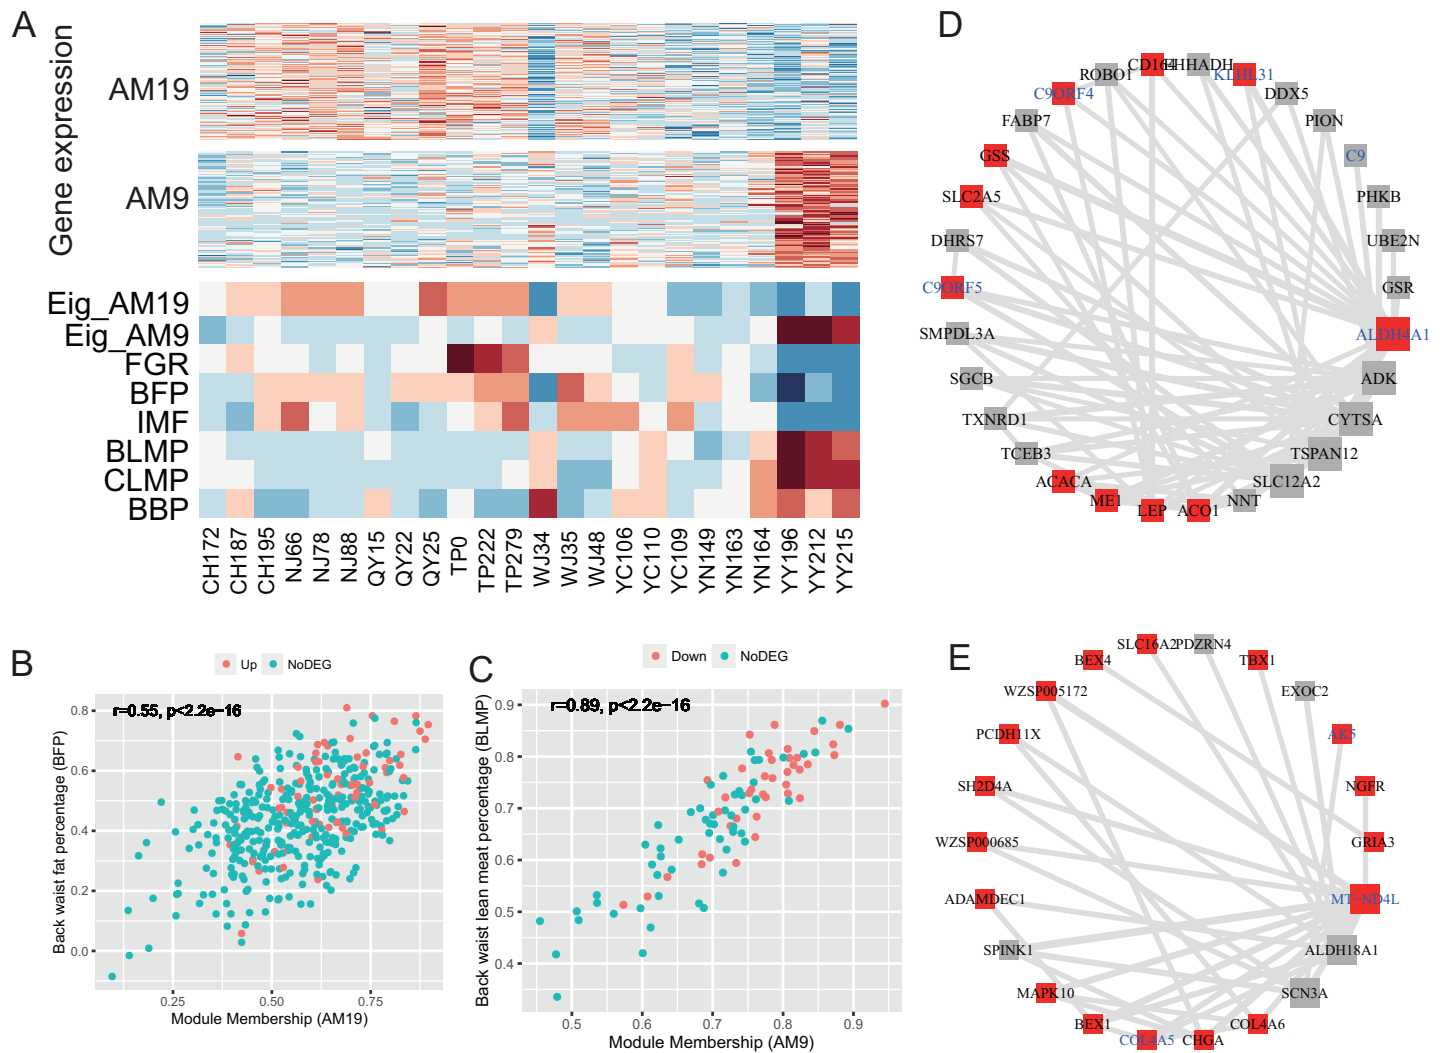 A
Gene expression
AM19
AM9
Eig_AM19
Eig_AM9
FGR
BFP
IMF
BLMP
CLMP
BBP
CH172 CH187 CH195 NJ66 NJ78 NJ88 QY15 QY22 QY25 TP0 TP222 TP279 WJ34 WJ35 WJ48 YC106 YC110 YC109 YN149 YN163 YN164 YY196 YY212 YY215
B
Up NoDEG
r=0.55, p<2.2e−16
Back waist fat percentage (BFP)
0.8
0.6
0.4
0.2
0.0
0.25 0.50 0.75
Module Membership (AM19)
C
Down NoDEG
r=0.89, p<2.2e−16
Back waist lean meat percentage (BLMP)
0.9
0.8
0.7
0.6
0.5
0.4
0.5 0.6 0.7 0.8 0.9
Module Membership (AM9)
D
CD164
EHHADH
KLHL31
ROBO1
DDX5
C9ORF4
PION
FABP7
C9
GSS
PHKB
SLC2A5
UBE2N
DHRS7
GSR
C9ORF5
ALDH4A1
SMPDL3A
ADK
SGCB
CYTSA
TXNRD1
TSPAN12
TCEB3
SLC12A2
ACACA
NNT
ME1
LEP
ACO1
E
SLC16A2
PDZRN4
BEX4
TBX1
WZSP005172
EXOC2
PCDH11X
AK5
SH2D4A
NGFR
WZSP000685
GRIA3
ADAMDEC1
MT−ND4L
SPINK1
ALDH18A1
MAPK10
SCN3A
BEX1
COL4A6
COL4A5
CHGA